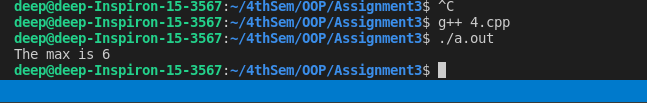 deep@deep-Inspiron-15-3567:~/4thSem/OOP/Assignment3$ ^C
deep@deep-Inspiron-15-3567:~/4thSem/OOP/Assignment3$ g++ 4.cpp
deep@deep-Inspiron-15-3567:~/4thSem/OOP/Assignment3$ ./a.out
The max is 6
deep@deep-Inspiron-15-3567:~/4thSem/OOP/Assignment3$